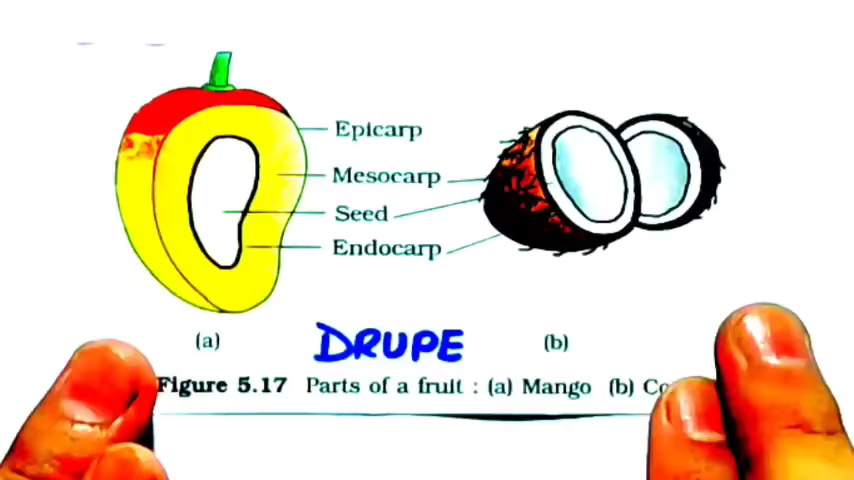 Epicarp
Mesocarp
Seed
Endocarp
(a) DRUPE (b)
Figure 5.17 Parts of a fruit : (a) Mango (b)